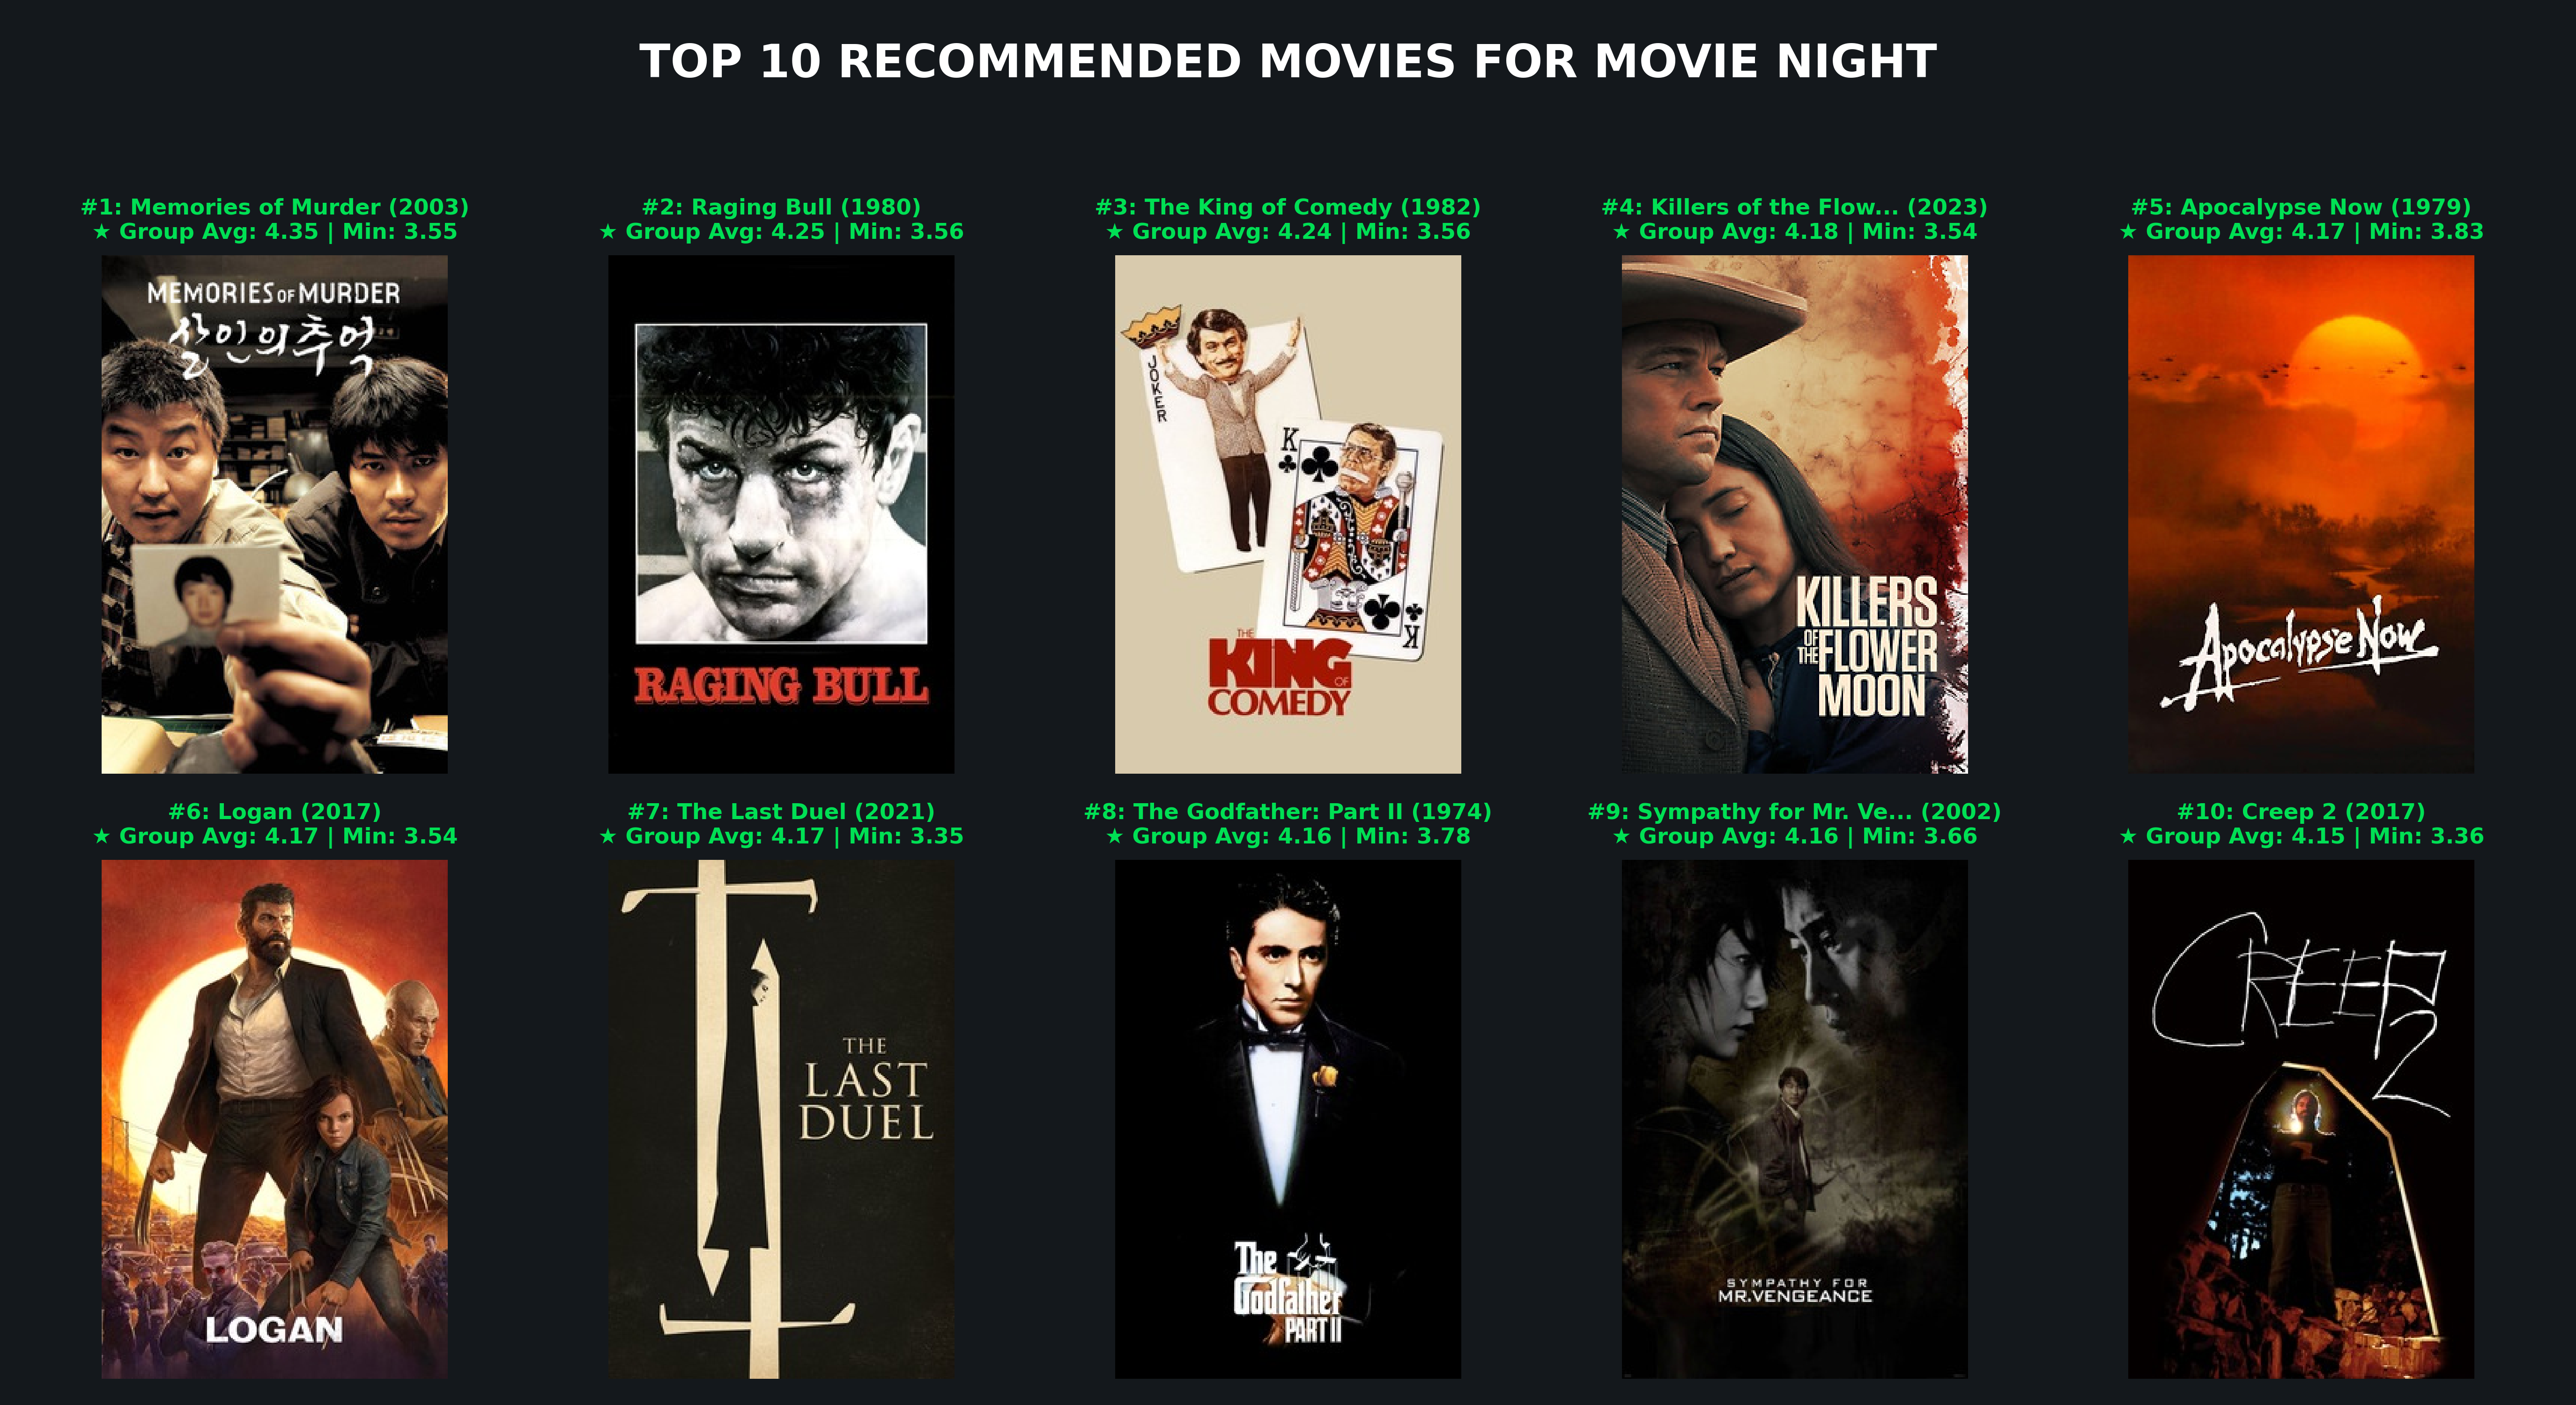 TOP 10 RECOMMENDED MOVIES FOR MOVIE NIGHT
#1: Memories of Murder (2003)
★ Group Avg: 4.35 | Min: 3.55
MEMORIES OF MURDER
살인의추억
#2: Raging Bull (1980)
★ Group Avg: 4.25 | Min: 3.56
RAGING BULL
#3: The King of Comedy (1982)
★ Group Avg: 4.24 | Min: 3.56
JOKER
K
K
THE
KING
OF
COMEDY
#4: Killers of the Flow... (2023)
★ Group Avg: 4.18 | Min: 3.54
KILLERS
OF THE FLOWER
MOON
#5: Apocalypse Now (1979)
★ Group Avg: 4.17 | Min: 3.83
Apocalypse Now
#6: Logan (2017)
★ Group Avg: 4.17 | Min: 3.54
LOGAN
#7: The Last Duel (2021)
★ Group Avg: 4.17 | Min: 3.35
THE
LAST
DUEL
#8: The Godfather: Part II (1974)
★ Group Avg: 4.16 | Min: 3.78
The
Godfather
PART II
#9: Sympathy for Mr. Ve... (2002)
★ Group Avg: 4.16 | Min: 3.66
SYMPATHY FOR
MR.VENGEANCE
#10: Creep 2 (2017)
★ Group Avg: 4.15 | Min: 3.36
CREEP
2